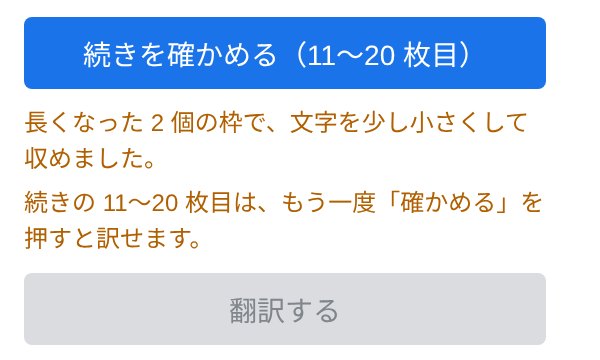 続きを確かめる（11〜20 枚目）
長くなった 2 個の枠で、文字を少し小さくして
収めました。
続きの 11〜20 枚目は、もう一度「確かめる」を
押すと訳せます。
翻訳する